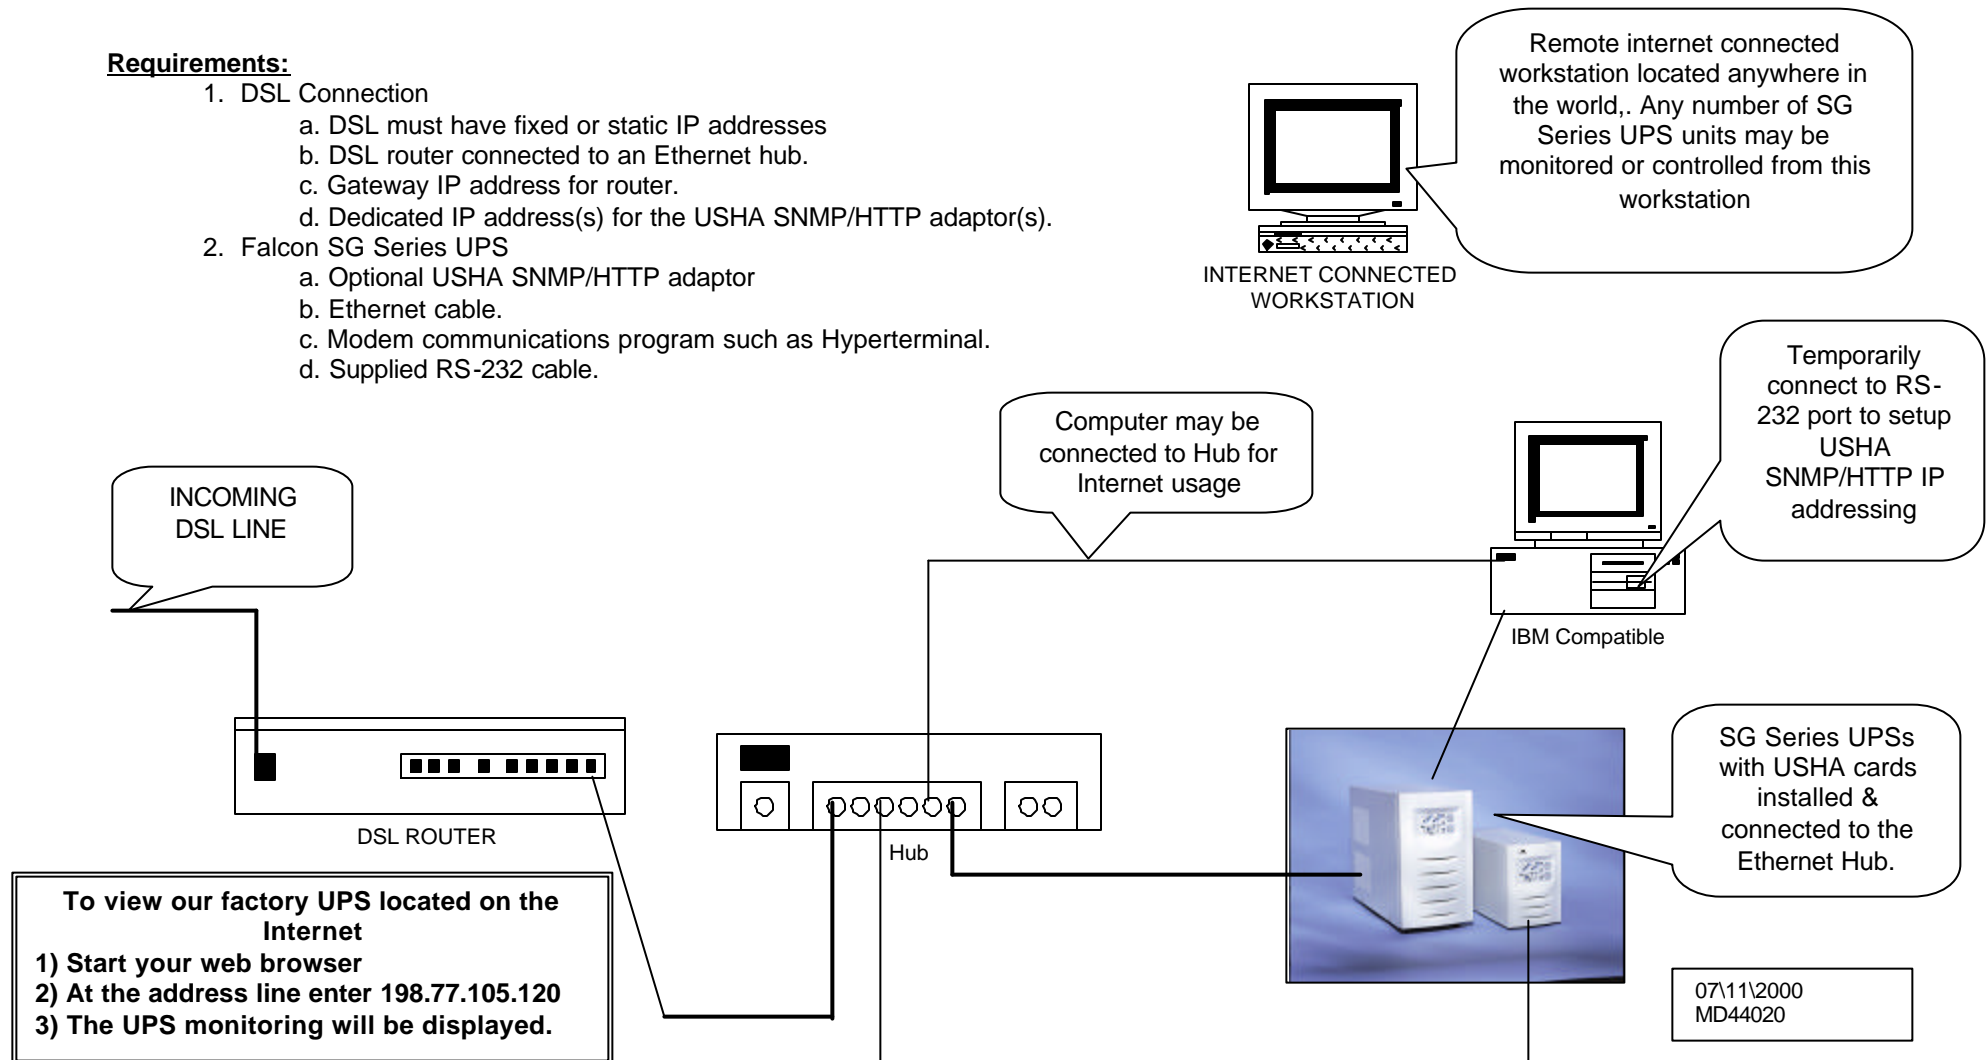 Requirements:
1. DSL Connection
a. DSL must have fixed or static IP addresses
b. DSL router connected to an Ethernet hub.
c. Gateway IP address for router.
d. Dedicated IP address(s) for the USHA SNMP/HTTP adaptor(s).
2. Falcon SG Series UPS
a. Optional USHA SNMP/HTTP adaptor
b. Ethernet cable.
c. Modem communications program such as Hyperterminal.
d. Supplied RS-232 cable.
Remote internet connected
workstation located anywhere in
the world,. Any number of SG
Series UPS units may be
monitored or controlled from this
workstation
INTERNET CONNECTED
WORKSTATION
Temporarily
connect to RS-
232 port to setup
USHA
SNMP/HTTP IP
addressing
Computer may be
connected to Hub for
Internet usage
INCOMING
DSL LINE
IBM Compatible
DSL ROUTER
Hub
SG Series UPSs
with USHA cards
installed &
connected to the
Ethernet Hub.
To view our factory UPS located on the
Internet
1) Start your web browser
2) At the address line enter 198.77.105.120
3) The UPS monitoring will be displayed.
07\11\2000
MD44020